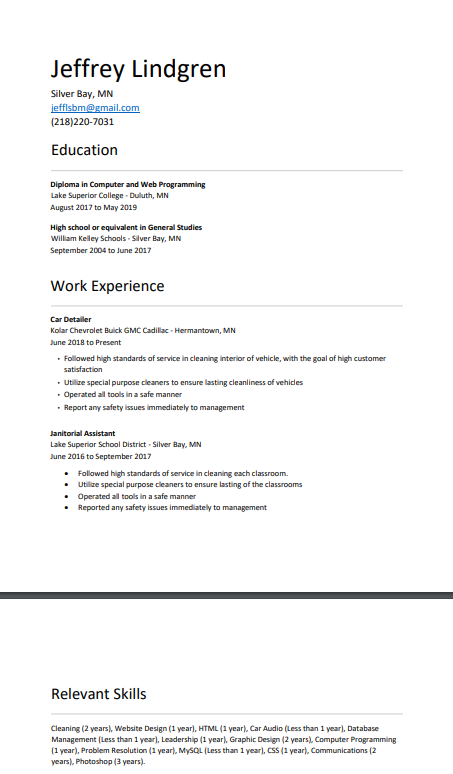 Jeffrey Lindgren
Silver Bay, MN
jefflsbm@gmail.com
(218)220-7031
Education
Diploma in Computer and Web Programming
Lake Superior College - Duluth, MN
August 2017 to May 2019
High school or equivalent in General Studies
William Kelley Schools - Silver Bay, MN
September 2004 to June 2017
Work Experience
Car Detailer
Kolar Chevrolet Buick GMC Cadillac - Hermantown, MN
June 2018 to Present
• Followed high standards of service in cleaning interior of vehicle, with the goal of high customer
satisfaction
• Utilize special purpose cleaners to ensure lasting cleanliness of vehicles
• Operated all tools in a safe manner
• Report any safety issues immediately to management
Janitorial Assistant
Lake Superior School District - Silver Bay, MN
June 2016 to September 2017
• Followed high standards of service in cleaning each classroom.
• Utilize special purpose cleaners to ensure lasting of the classrooms
• Operated all tools in a safe manner
• Reported any safety issues immediately to management
Relevant Skills
Cleaning (2 years), Website Design (1 year), HTML (1 year), Car Audio (Less than 1 year), Database
Management (Less than 1 year), Leadership (1 year), Graphic Design (2 years), Computer Programming
(1 year), Problem Resolution (1 year), MySQL (Less than 1 year), CSS (1 year), Communications (2
years), Photoshop (3 years).